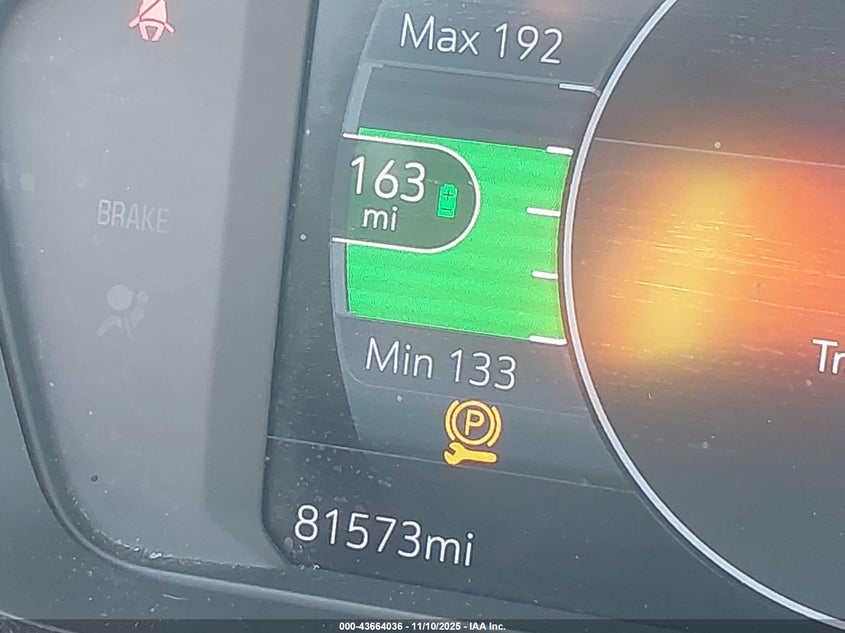 Max 192
163
mi
BRAKE
Min 133
P
81573mi
000-43664036 - 11/10/2025 - IAA Inc.